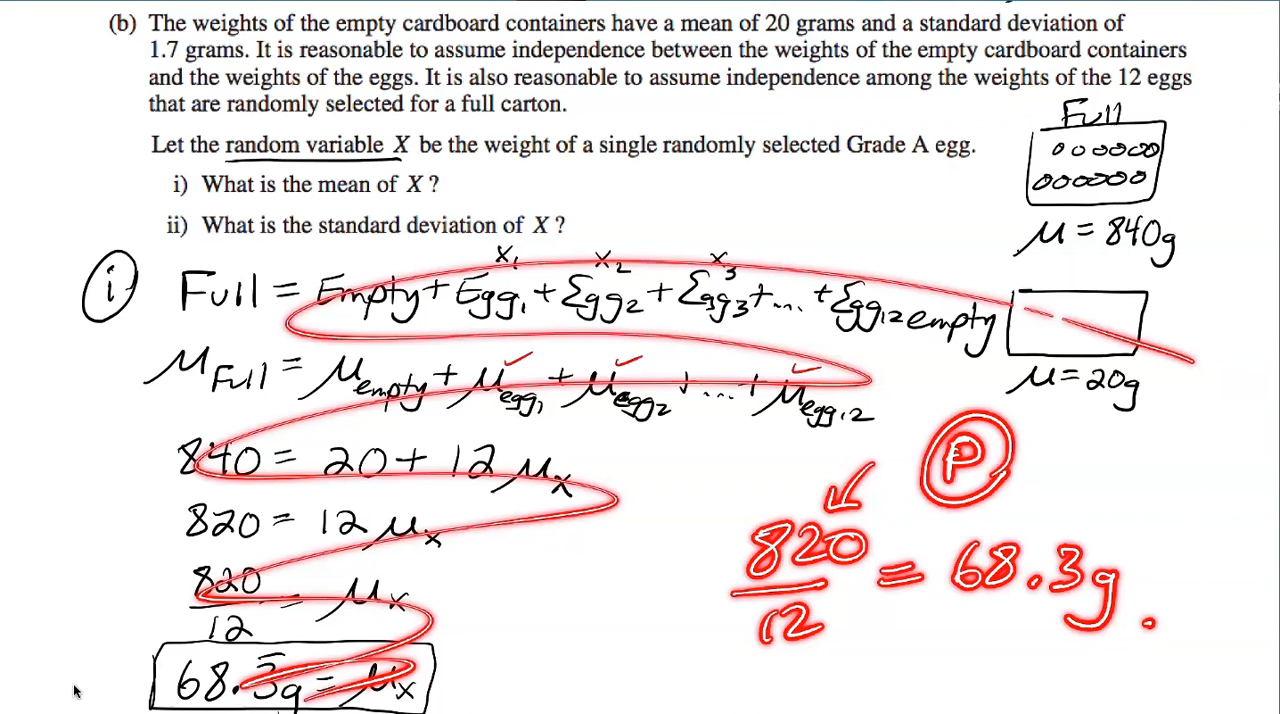 (b) The weights of the empty cardboard containers have a mean of 20 grams and a standard deviation of
1.7 grams. It is reasonable to assume independence between the weights of the empty cardboard containers
and the weights of the eggs. It is also reasonable to assume independence among the weights of the 12 eggs
that are randomly selected for a full carton.
Full
Let the random variable X be the weight of a single randomly selected Grade A egg.
i) What is the mean of X ?
ii) What is the standard deviation of X ?
μ = 840g
X₁ X₂ X₃
i Full = Empty + Egg₁ + Egg₂ + Egg₃ + ... + Egg₁₂
empty
μ = 20g
μFull = μempty + μegg₁ + μegg₂ + ... + μegg₁₂
840 = 20 + 12 μx
820 = 12 μx
820/12 = μx
68.3̄g = μx
P
820/12 = 68.3g.